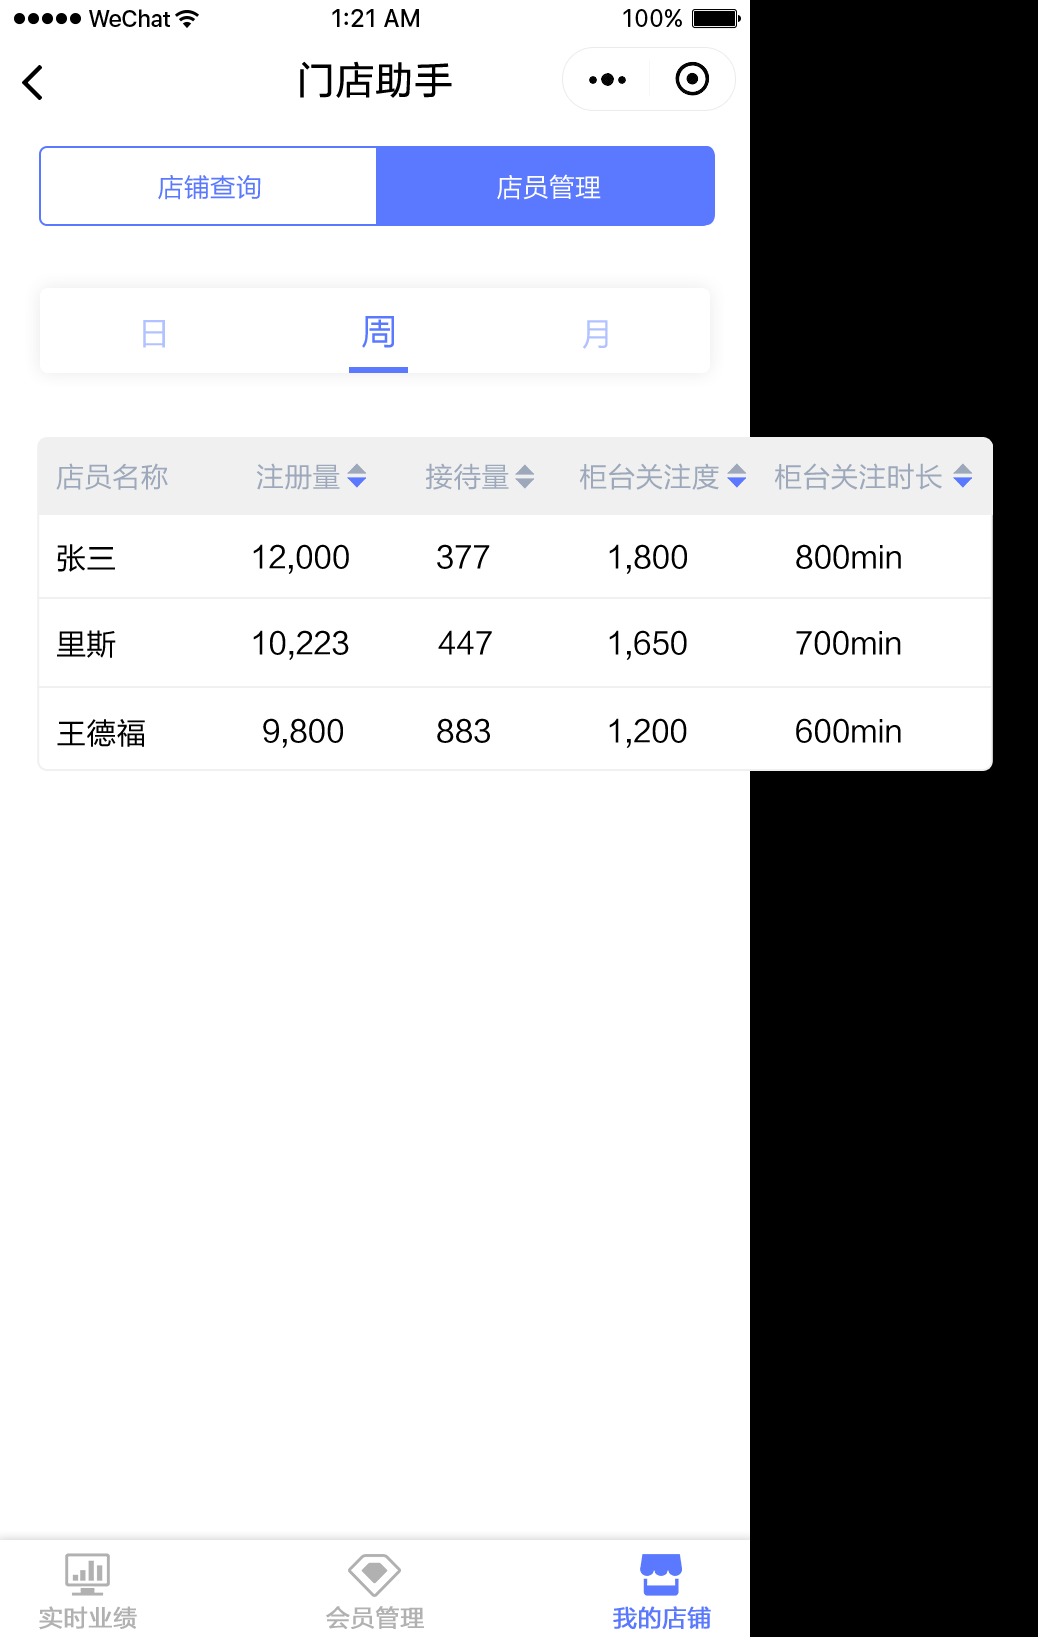 WeChat 1:21 AM 100%
门店助手
店铺查询 店员管理
日 周 月
店员名称 注册量 接待量 柜台关注度 柜台关注时长
张三 12,000 377 1,800 800min
里斯 10,223 447 1,650 700min
王德福 9,800 883 1,200 600min
实时业绩 会员管理 我的店铺